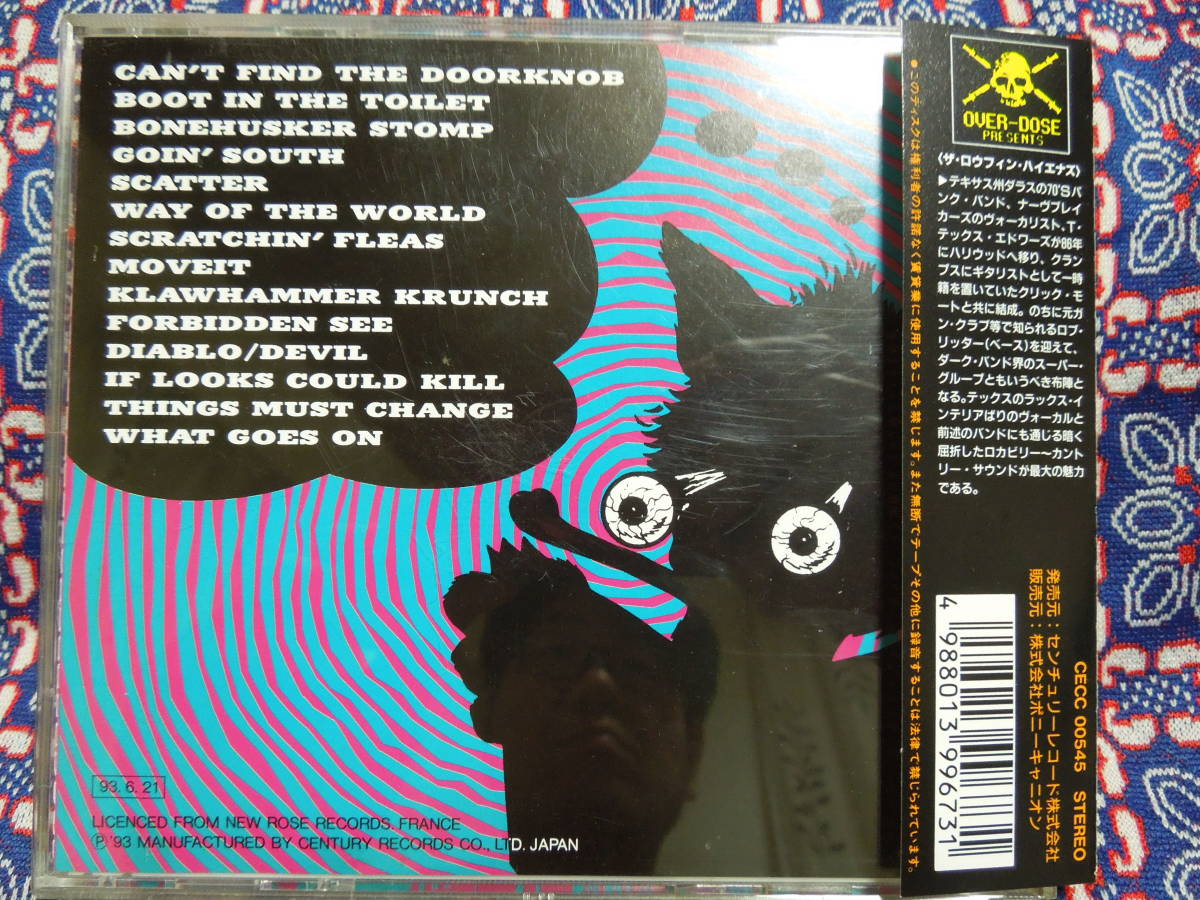 CAN'T FIND THE DOORKNOB
BOOT IN THE TOILET
BONEHUSKER STOMP
GOIN' SOUTH
SCATTER
WAY OF THE WORLD
SCRATCHIN' FLEAS
MOVEIT
KLAWHAMMER KRUNCH
FORBIDDEN SEE
DIABLO/DEVIL
IF LOOKS COULD KILL
THINGS MUST CHANGE
WHAT GOES ON
93. 6. 21
LICENCED FROM NEW ROSE RECORDS. FRANCE
Ⓟ '93 MANUFACTURED BY CENTURY RECORDS CO., LTD. JAPAN
OVER-DOSE
PRESENTS
〈ザ・ロウフィン・ハイエナズ〉
▶テキサス州ダラスの70'Sパ
ンク・バンド、ナーヴブレイ
カーズのヴォーカリスト、T・
テックス・エドワーズが86年
にハリウッドへ移り、クラン
プスにギタリストとして一時
籍を置いていたクリック・モ
ートと共に結成。のちに元ガ
ン・クラブ等で知られるロブ・
リッター(ベース)を迎えて、
ダーク・バンド界のスーパー・
グループともいうべき布陣と
なる。テックスのラックス・イ
ンテリアばりのヴォーカルと
前述のバンドにも通じる暗く
屈折したロカビリー〜カント
リー・サウンドが最大の魅力
である。
●このディスクは権利者の許諾なく賃貸業に使用することを禁じます。また無断でテープその他に録音することは法律で禁じられています。
CECC 00545 STEREO
発売元：センチュリーレコード株式会社
販売元：株式会社ポニーキャニオン
4 988013 996731